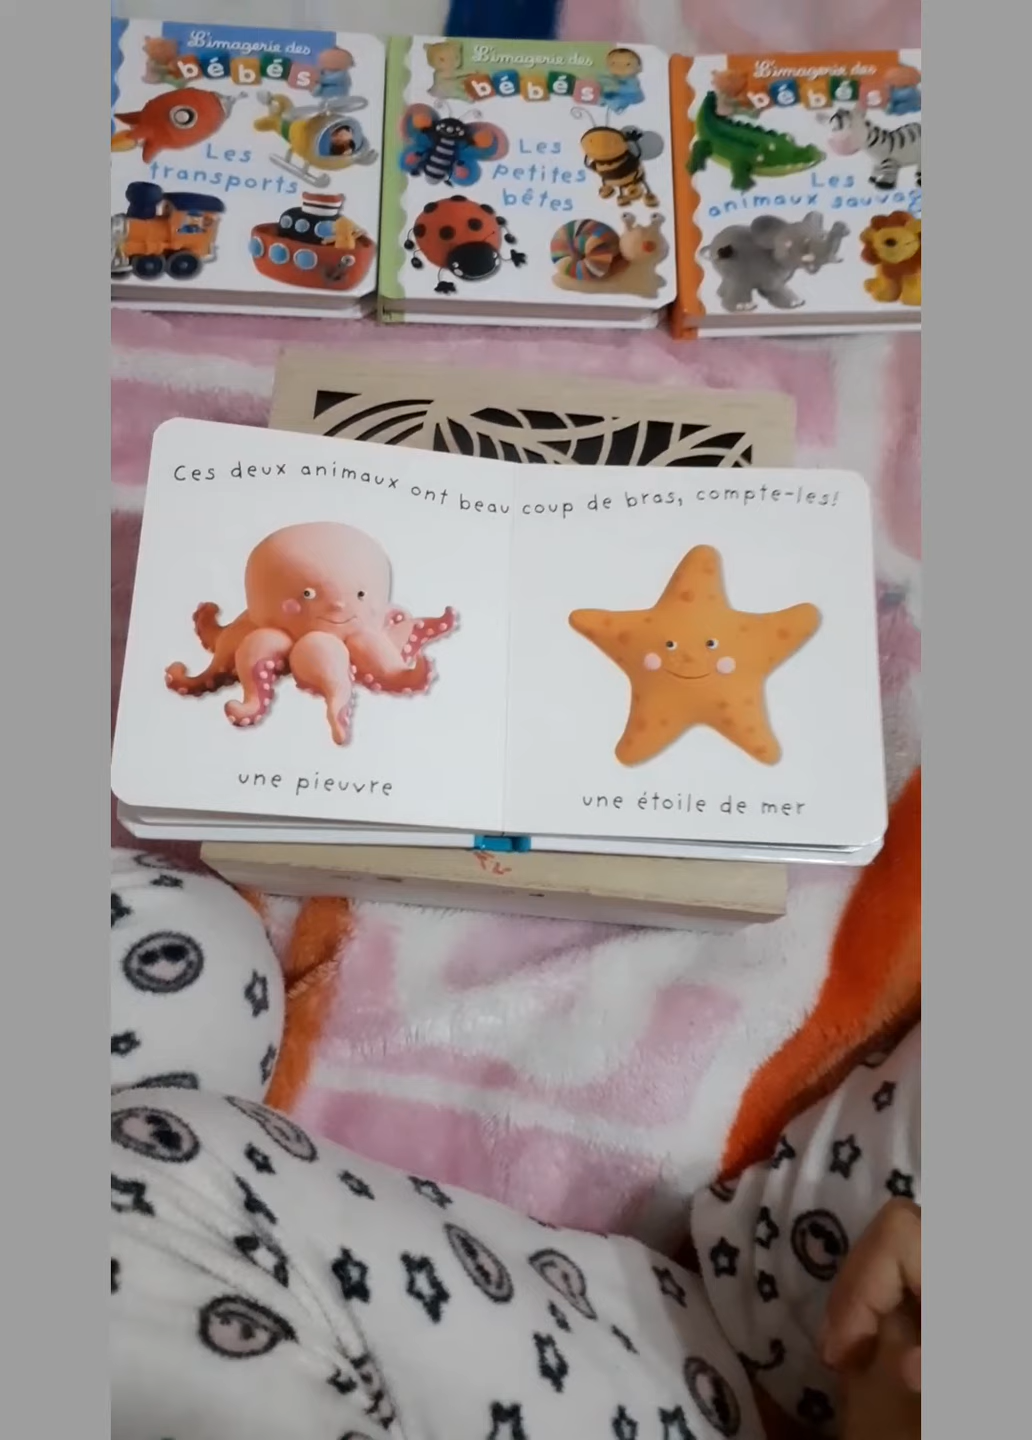 L'imagerie des
bébés
Les
transports
L'imagerie des
bébés
Les
petites
bêtes
L'imagerie des
bébés
Les
animaux sauvag
Ces deux animaux ont beaucoup de bras, compte-les!
une pieuvre
une étoile de mer